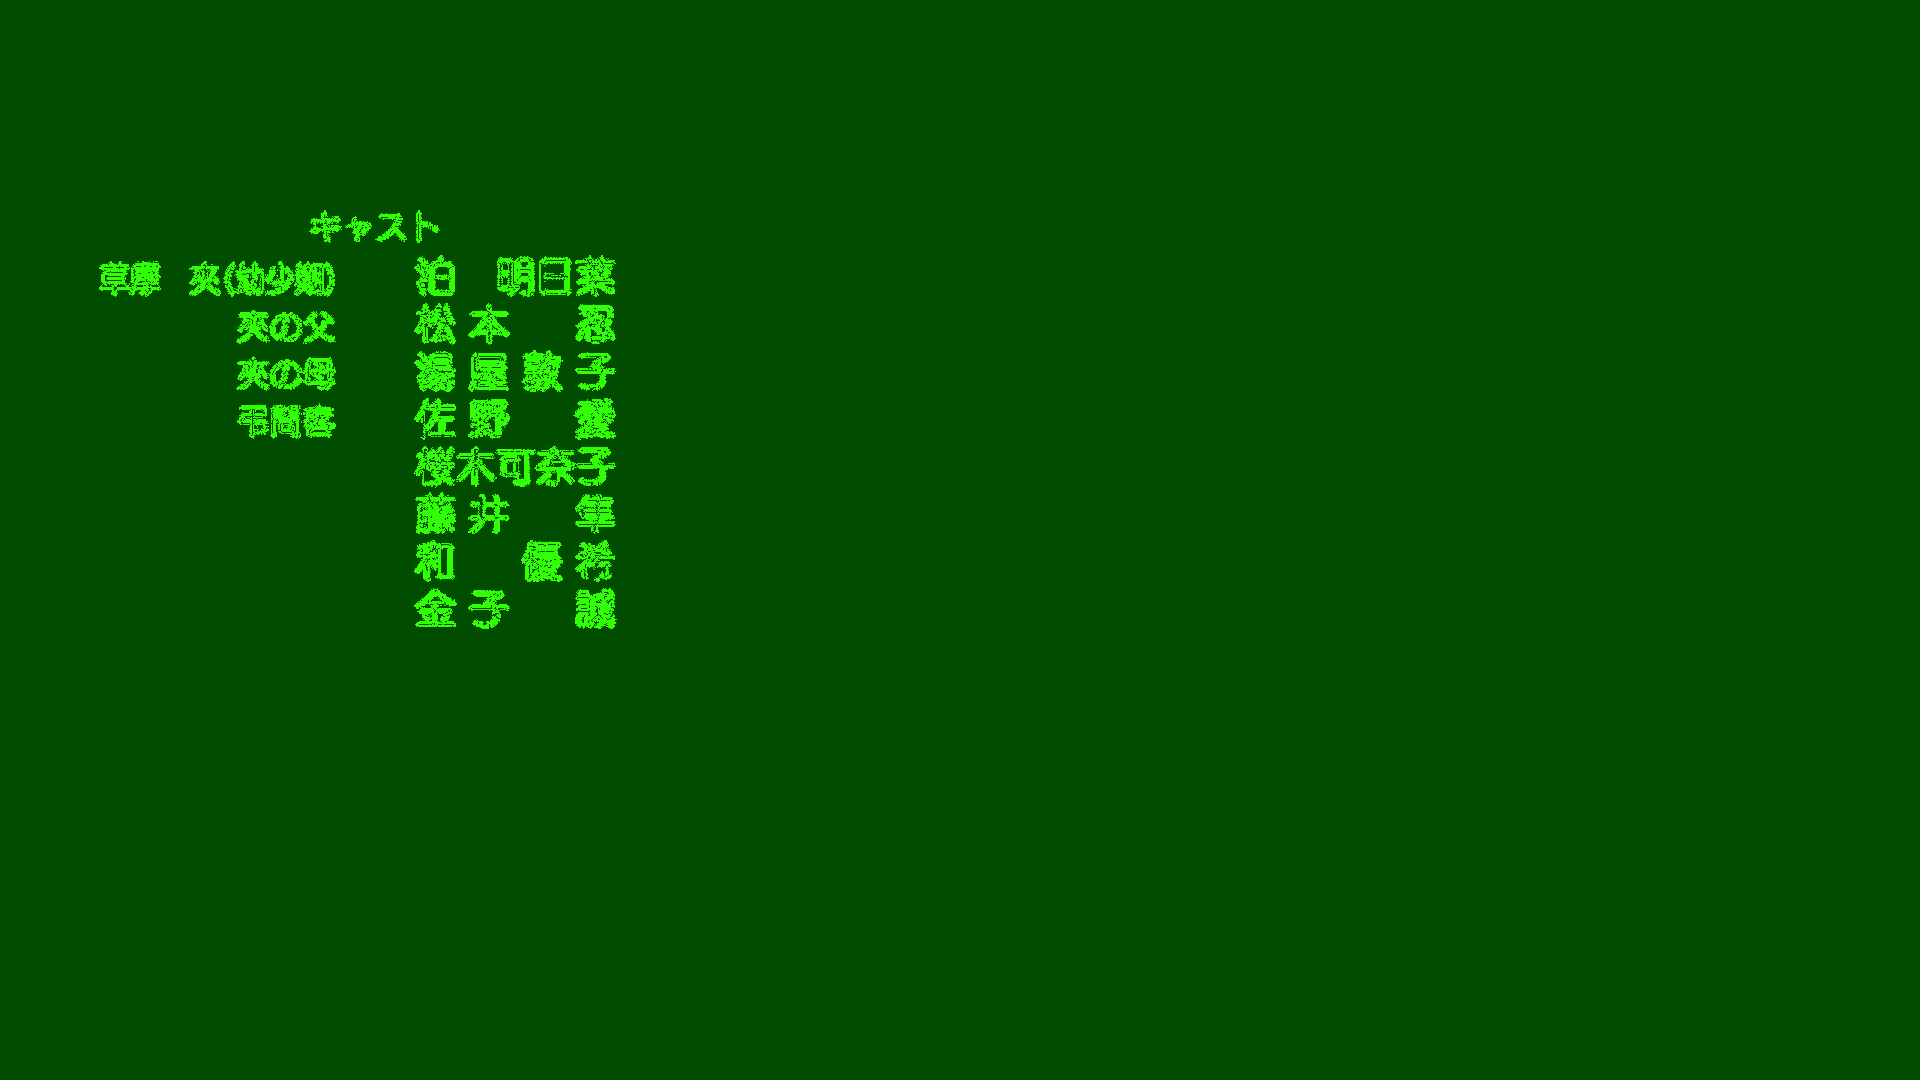 キャスト
草摩 夾(幼少期) 泊 明日菜
夾の父 松本 忍
夾の母 湯屋敦子
弔問客 佐野 愛
桜木可奈子
藤井 隼
和 優希
金子 誠